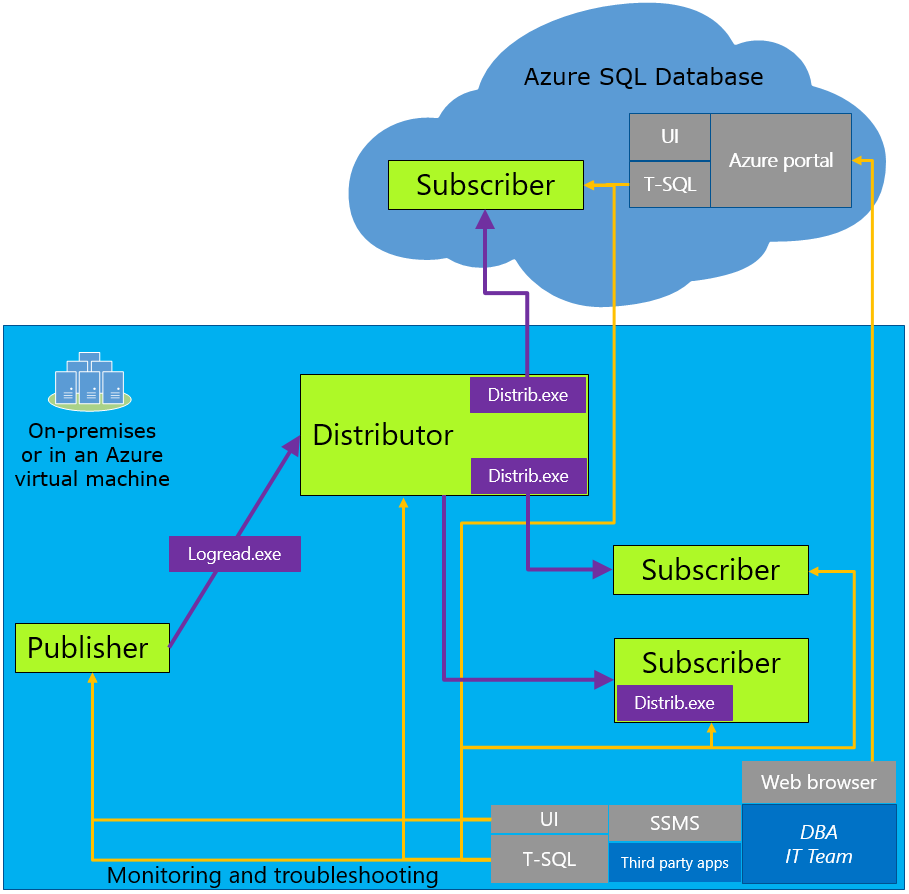 Azure SQL Database
UI
Azure portal
T-SQL
Subscriber
On-premises
or in an Azure
virtual machine
Distrib.exe
Distributor
Distrib.exe
Logread.exe
Subscriber
Publisher
Subscriber
Distrib.exe
Web browser
UI
SSMS
DBA
IT Team
T-SQL
Third party apps
Monitoring and troubleshooting